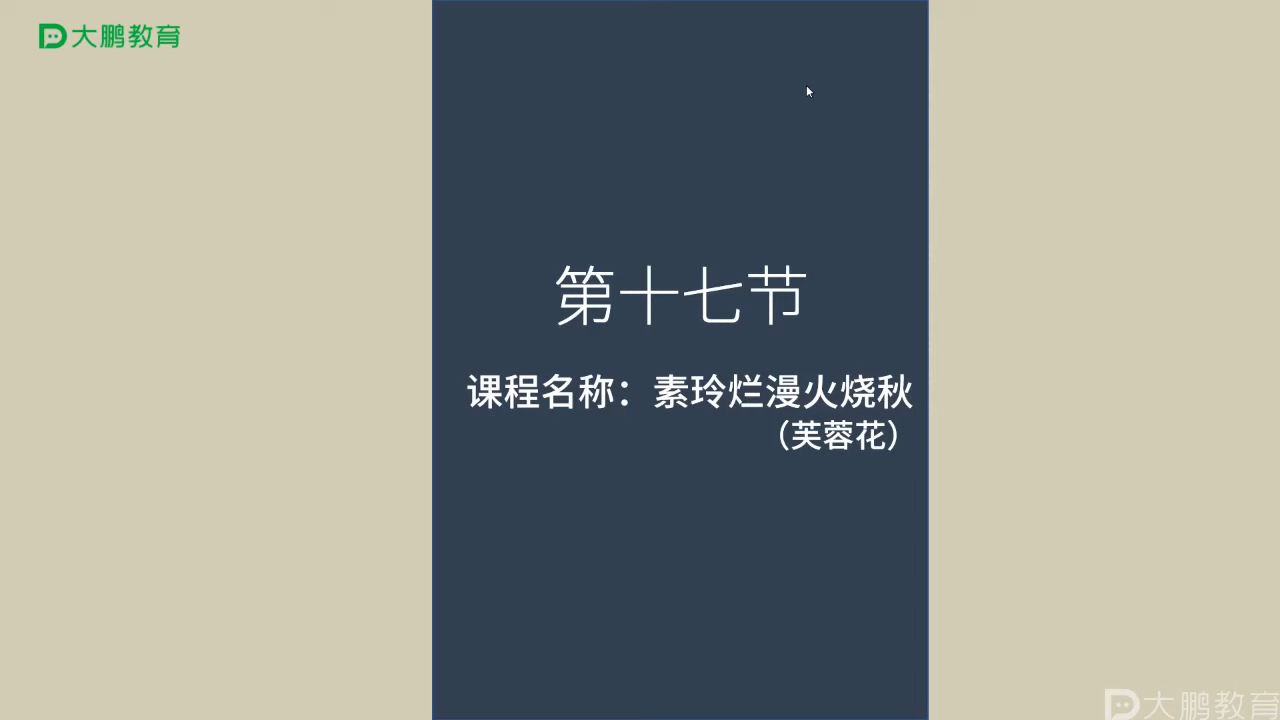 大鹏教育
第十七节
课程名称：素玲烂漫火烧秋
（芙蓉花）
大鹏教育